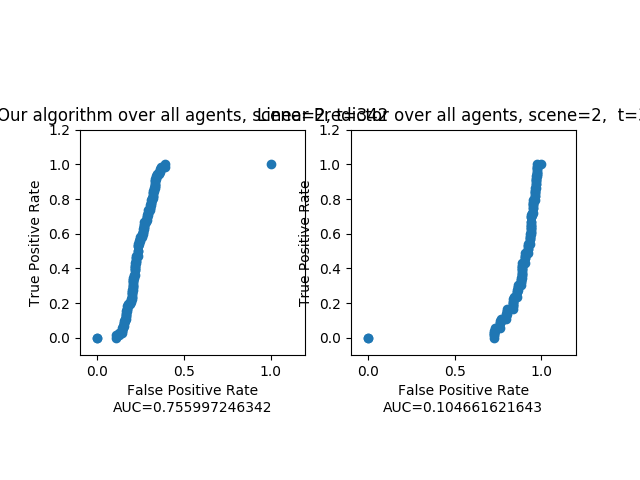 Our algorithm over all agents, scene=2, t=342
Linear Predictor over all agents, scene=2, t=
1.2
1.0
0.8
0.6
0.4
0.2
0.0
True Positive Rate
0.0 0.5 1.0
False Positive Rate
AUC=0.755997246342
1.2
1.0
0.8
0.6
0.4
0.2
0.0
True Positive Rate
0.0 0.5 1.0
False Positive Rate
AUC=0.104661621643